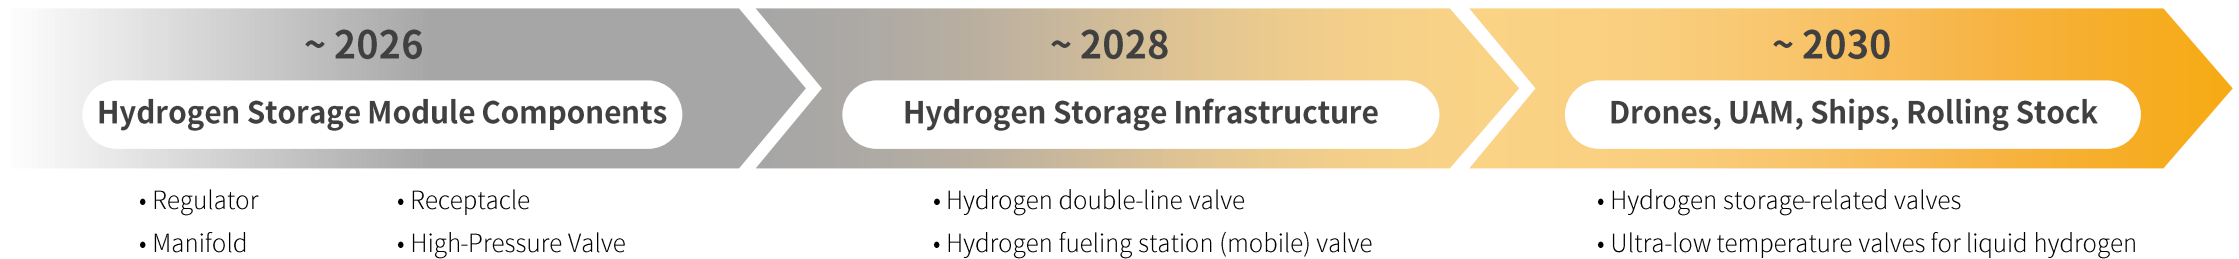 ~ 2026
Hydrogen Storage Module Components
• Regulator
• Receptacle
• Manifold
• High-Pressure Valve
~ 2028
Hydrogen Storage Infrastructure
• Hydrogen double-line valve
• Hydrogen fueling station (mobile) valve
~ 2030
Drones, UAM, Ships, Rolling Stock
• Hydrogen storage-related valves
• Ultra-low temperature valves for liquid hydrogen